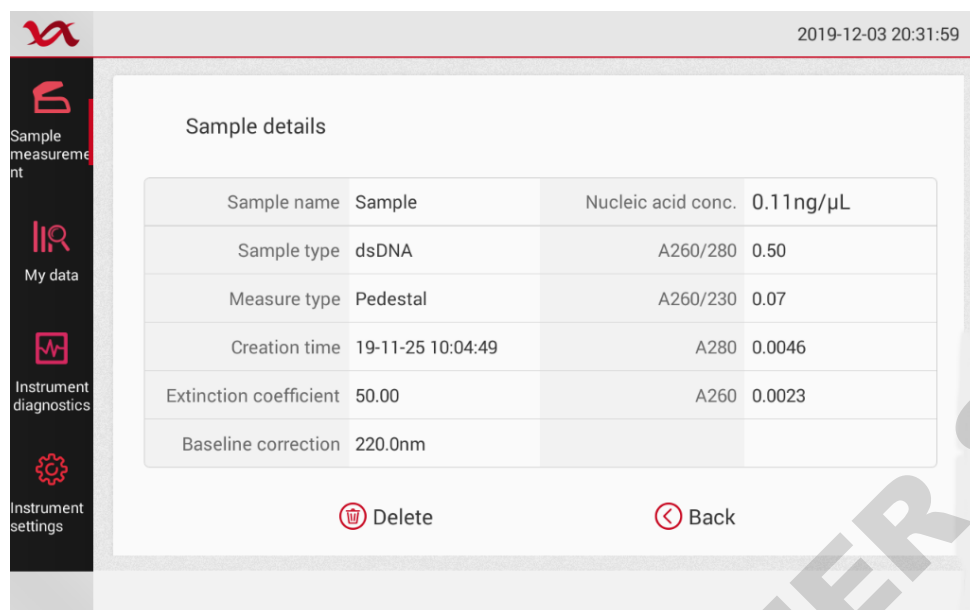 2019-12-03 20:31:59
Sample
measureme
nt
My data
Instrument
diagnostics
Instrument
settings
Sample details
Sample name Sample Nucleic acid conc. 0.11ng/μL
Sample type dsDNA A260/280 0.50
Measure type Pedestal A260/230 0.07
Creation time 19-11-25 10:04:49 A280 0.0046
Extinction coefficient 50.00 A260 0.0023
Baseline correction 220.0nm
Delete Back